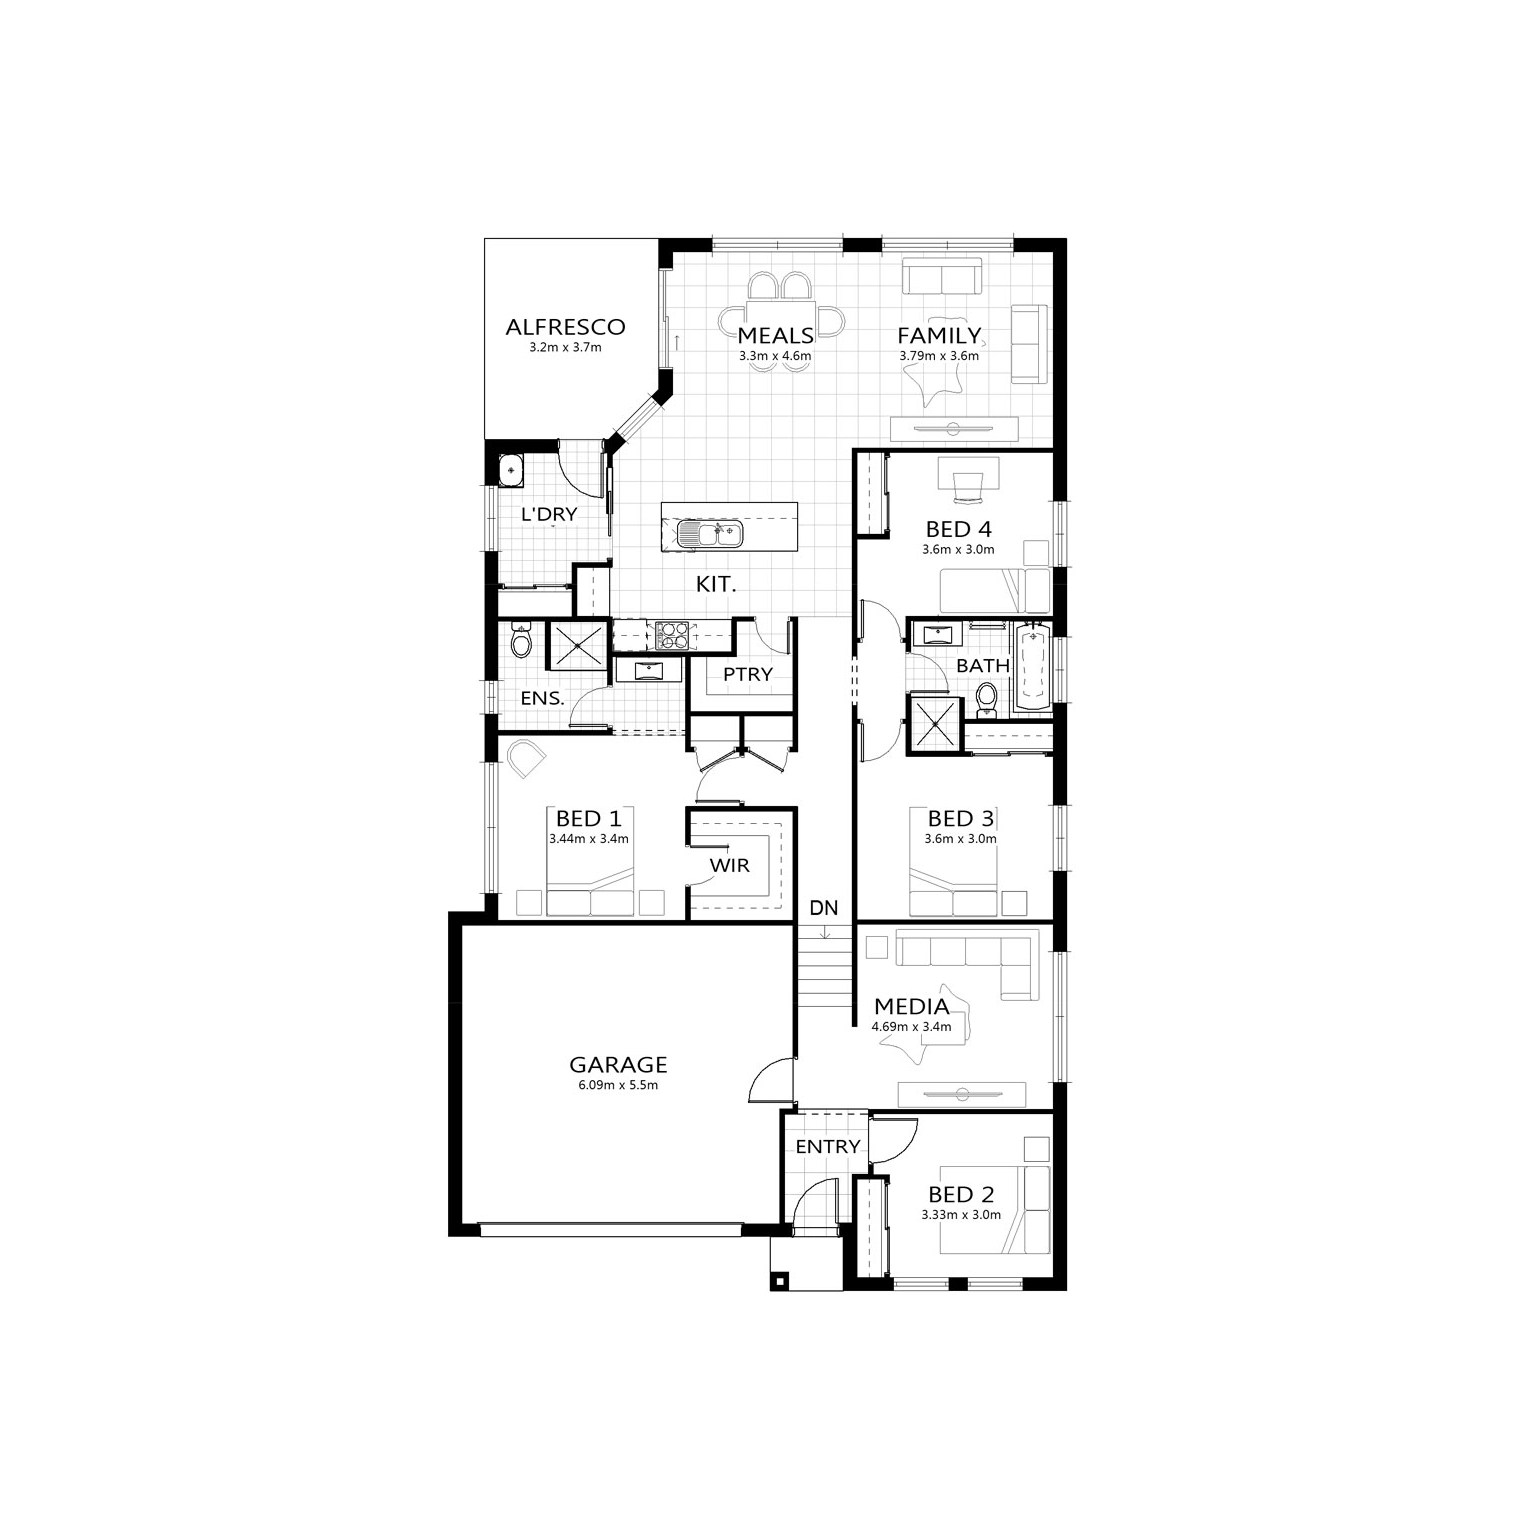 ALFRESCO
3.2m x 3.7m
MEALS
3.3m x 4.6m
FAMILY
3.79m x 3.6m
L'DRY
BED 4
3.6m x 3.0m
KIT.
BATH
PTRY
ENS.
BED 1
3.44m x 3.4m
BED 3
3.6m x 3.0m
WIR
DN
MEDIA
4.69m x 3.4m
GARAGE
6.09m x 5.5m
ENTRY
BED 2
3.33m x 3.0m